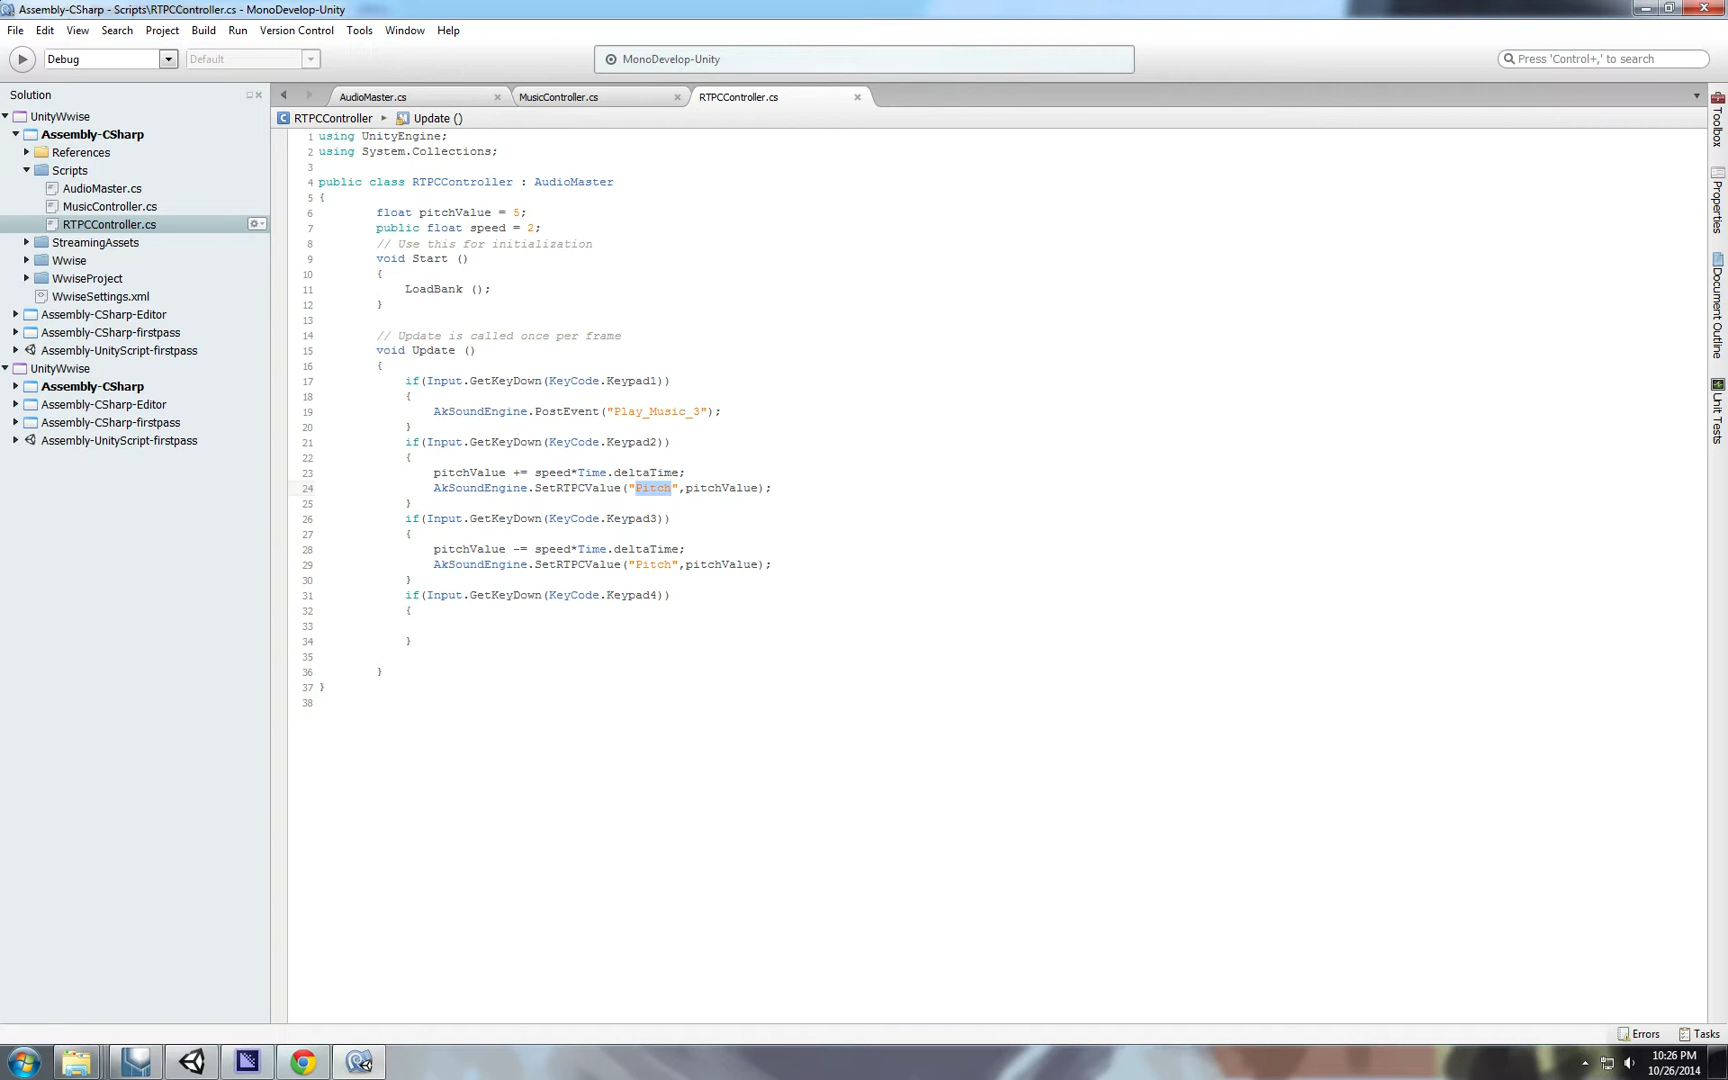 Assembly-CSharp - Scripts\RTPCController.cs - MonoDevelop-Unity
File Edit View Search Project Build Run Version Control Tools Window Help
Debug Default MonoDevelop-Unity Press 'Control+,' to search
Solution
UnityWwise
Assembly-CSharp
References
Scripts
AudioMaster.cs
MusicController.cs
RTPCController.cs
StreamingAssets
Wwise
WwiseProject
WwiseSettings.xml
Assembly-CSharp-Editor
Assembly-CSharp-firstpass
Assembly-UnityScript-firstpass
UnityWwise
Assembly-CSharp
Assembly-CSharp-Editor
Assembly-CSharp-firstpass
Assembly-UnityScript-firstpass
AudioMaster.cs MusicController.cs RTPCController.cs
RTPCController Update ()
1 using UnityEngine;
2 using System.Collections;
3
4 public class RTPCController : AudioMaster
5 {
6 float pitchValue = 5;
7 public float speed = 2;
8 // Use this for initialization
9 void Start ()
10 {
11 LoadBank ();
12 }
13
14 // Update is called once per frame
15 void Update ()
16 {
17 if(Input.GetKeyDown(KeyCode.Keypad1))
18 {
19 AkSoundEngine.PostEvent("Play_Music_3");
20 }
21 if(Input.GetKeyDown(KeyCode.Keypad2))
22 {
23 pitchValue += speed*Time.deltaTime;
24 AkSoundEngine.SetRTPCValue("Pitch",pitchValue);
25 }
26 if(Input.GetKeyDown(KeyCode.Keypad3))
27 {
28 pitchValue -= speed*Time.deltaTime;
29 AkSoundEngine.SetRTPCValue("Pitch",pitchValue);
30 }
31 if(Input.GetKeyDown(KeyCode.Keypad4))
32 {
33
34 }
35
36 }
37 }
38
Toolbox
Properties
Document Outline
Unit Tests
Errors Tasks
10:26 PM
10/26/2014